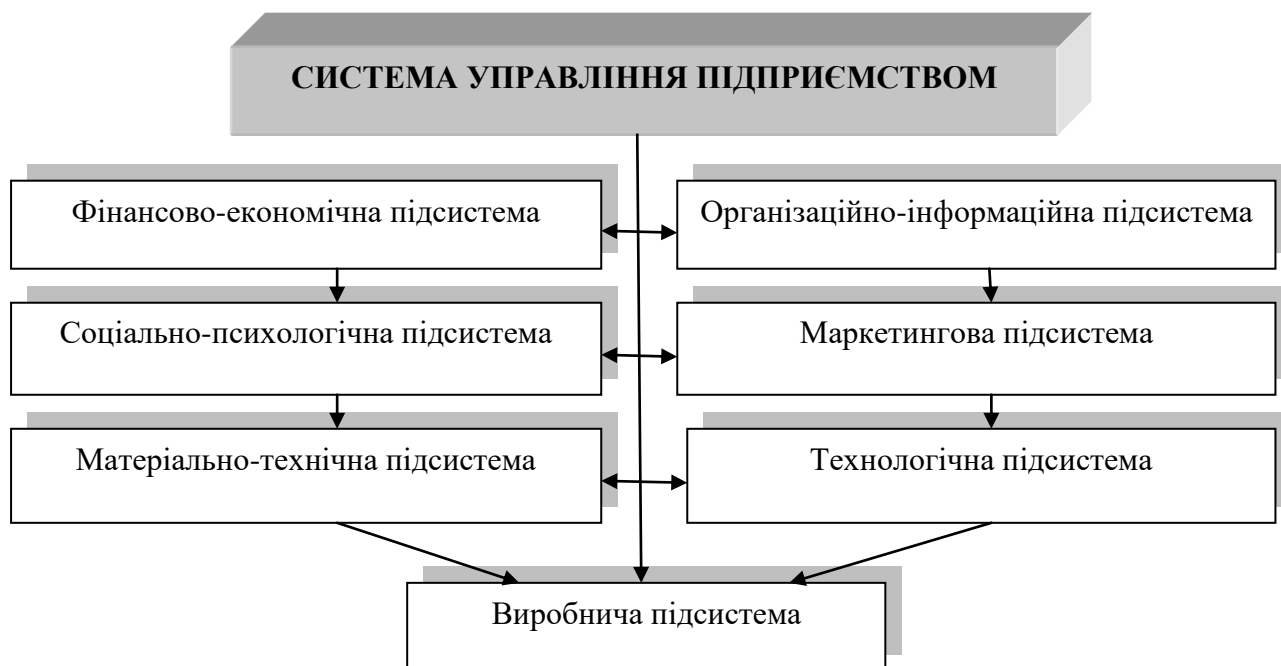 СИСТЕМА УПРАВЛІННЯ ПІДПРИЄМСТВОМ
Фінансово-економічна підсистема
Організаційно-інформаційна підсистема
Соціально-психологічна підсистема
Маркетингова підсистема
Матеріально-технічна підсистема
Технологічна підсистема
Виробнича підсистема